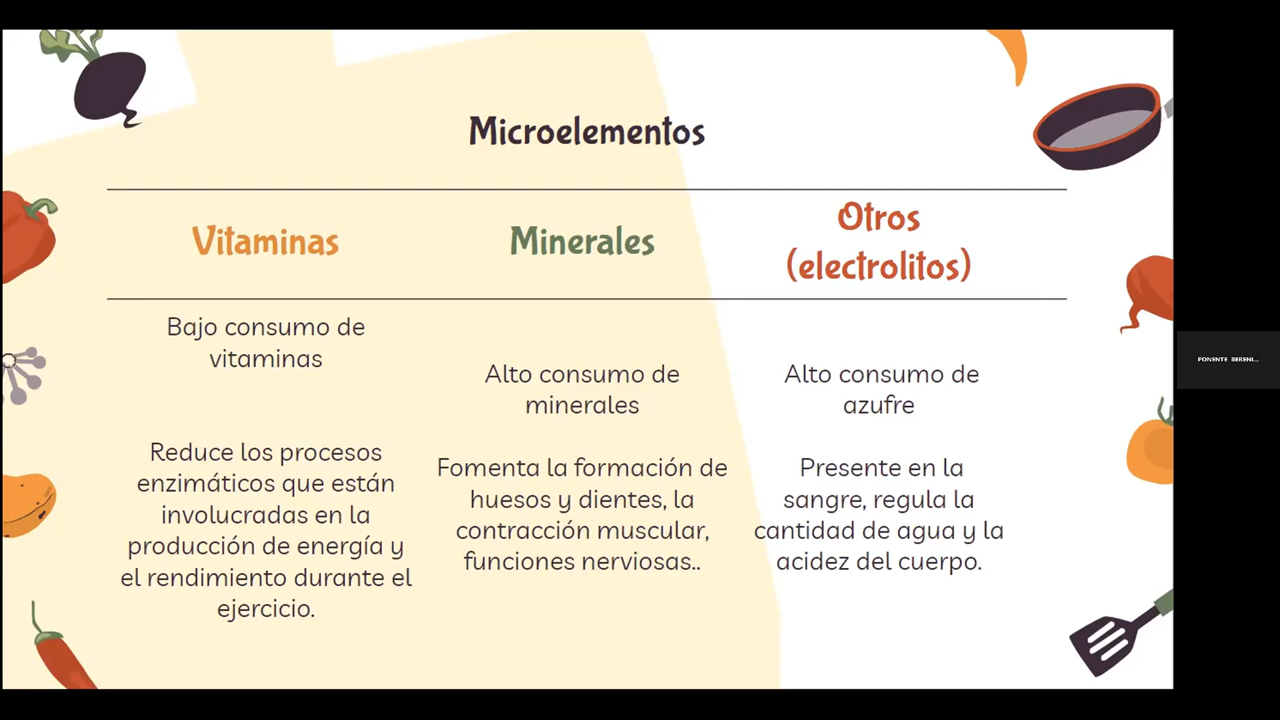 Microelementos
Vitaminas
Minerales
Otros
(electrolitos)
Bajo consumo de
vitaminas
Reduce los procesos
enzimáticos que están
involucradas en la
producción de energía y
el rendimiento durante el
ejercicio.
Alto consumo de
minerales
Fomenta la formación de
huesos y dientes, la
contracción muscular,
funciones nerviosas..
Alto consumo de
azufre
Presente en la
sangre, regula la
cantidad de agua y la
acidez del cuerpo.
PONENTE BERENI...